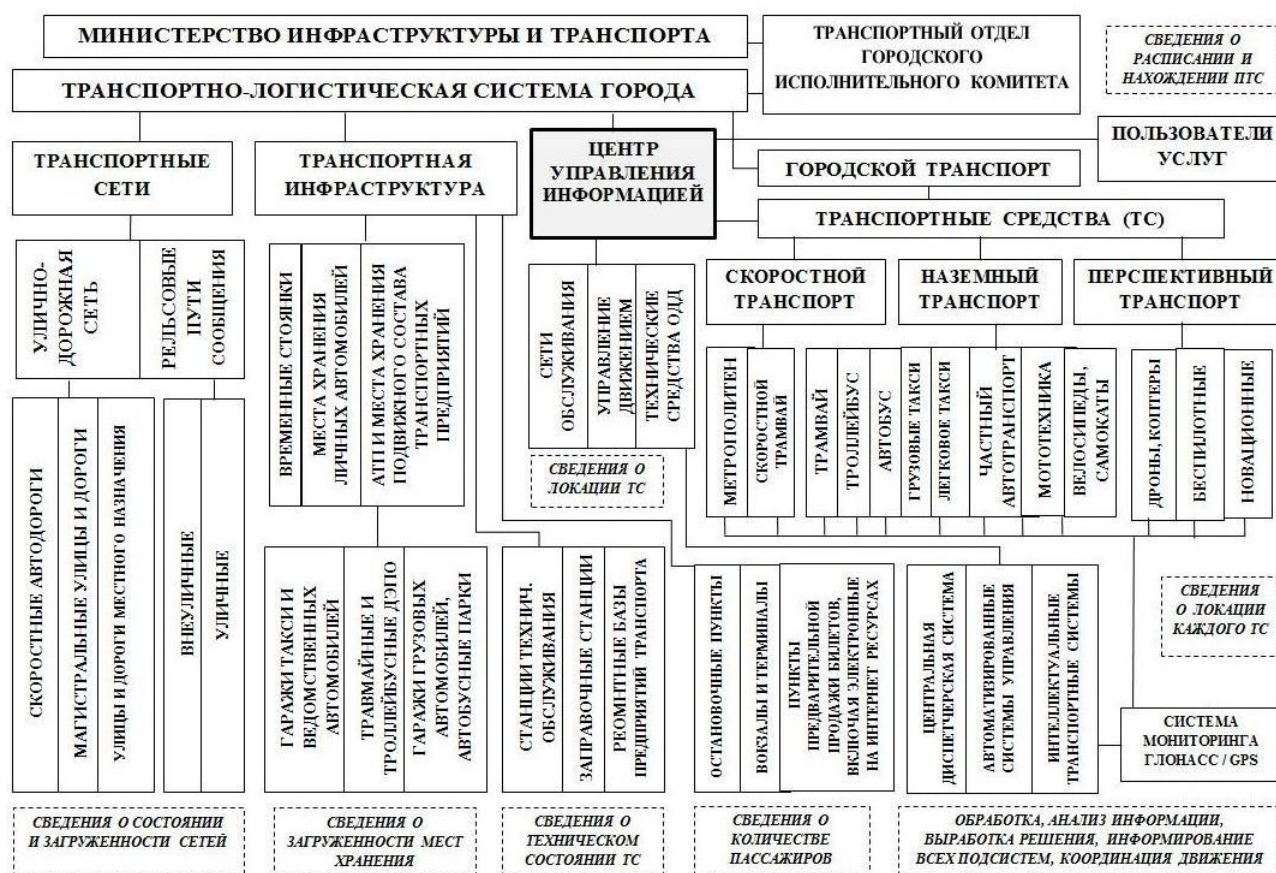 МИНИСТЕРСТВО ИНФРАСТРУКТУРЫ И ТРАНСПОРТА
ТРАНСПОРТНЫЙ ОТДЕЛ
ГОРОДСКОГО
ИСПОЛНИТЕЛЬНОГО КОМИТЕТА
СВЕДЕНИЯ О
РАСПИСАНИИ И
НАХОЖДЕНИИ ПТС
ТРАНСПОРТНО-ЛОГИСТИЧЕСКАЯ СИСТЕМА ГОРОДА
ТРАНСПОРТНЫЕ
СЕТИ
ТРАНСПОРТНАЯ
ИНФРАСТРУКТУРА
ЦЕНТР
УПРАВЛЕНИЯ
ИНФОРМАЦИЕЙ
ПОЛЬЗОВАТЕЛИ
УСЛУГ
ГОРОДСКОЙ ТРАНСПОРТ
ТРАНСПОРТНЫЕ СРЕДСТВА (ТС)
УЛИЧНО-
ДОРОЖНАЯ
СЕТЬ
РЕЛЬСОВЫЕ
ПУТИ
СООБЩЕНИЯ
ВРЕМЕННЫЕ СТОЯНКИ
МЕСТА ХРАНЕНИЯ
ЛИЧНЫХ АВТОМОБИЛЕЙ
АТП И МЕСТА ХРАНЕНИЯ
ПОДВИЖНОГО СОСТАВА
ТРАНСПОРТНЫХ
ПРЕДПРИЯТИЙ
СЕТИ
ОБСЛУЖИВАНИЯ
УПРАВЛЕНИЕ
ДВИЖЕНИЕМ
ТЕХНИЧЕСКИЕ
СРЕДСТВА ОДД
СКОРОСТНОЙ
ТРАНСПОРТ
НАЗЕМНЫЙ
ТРАНСПОРТ
ПЕРСПЕКТИВНЫЙ
ТРАНСПОРТ
МЕТРОПОЛИТЕН
СКОРОСТНОЙ
ТРАМВАЙ
ТРАМВАЙ
ТРОЛЛЕЙБУС
АВТОБУС
ГРУЗОВЫЕ ТАКСИ
ЛЕГКОВОЕ ТАКСИ
ЧАСТНЫЙ
АВТОТРАНСПОРТ
МОТОТЕХНИКА
ВЕЛОСИПЕДЫ,
САМОКАТЫ
ДРОНЫ, КОПТЕРЫ
БЕСПИЛОТНЫЕ
НОВАЦИОННЫЕ
СВЕДЕНИЯ О
ЛОКАЦИИ ТС
СКОРОСТНЫЕ АВТОДОРОГИ
МАГИСТРАЛЬНЫЕ УЛИЦЫ И ДОРОГИ
УЛИЦЫ И ДОРОГИ МЕСТНОГО НАЗНАЧЕНИЯ
ВНЕУЛИЧНЫЕ
УЛИЧНЫЕ
ГАРАЖИ ТАКСИ И
ВЕДОМСТВЕННЫХ
АВТОМОБИЛЕЙ
ТРАВМАЙНЫЕ И
ТРОЛЛЕЙБУСНЫЕ ДЭПО
ГАРАЖИ ГРУЗОВЫХ
АВТОМОБИЛЕЙ,
АВТОБУСНЫЕ ПАРКИ
СТАНЦИИ ТЕХНИЧ.
ОБСЛУЖИВАНИЯ
ЗАПРАВОЧНЫЕ СТАНЦИИ
РЕОМНТНЫЕ БАЗЫ
ПРЕДПРИЯТИЙ ТРАНСПОРТА
ОСТАНОВОЧНЫЕ ПУНКТЫ
ВОКЗАЛЫ И ТЕРМИНАЛЫ
ПУНКТЫ
ПРЕДВАРИТЕЛЬНОЙ
ПРОДАЖИ БИЛЕТОВ,
ВКЛЮЧАЯ ЭЛЕКТРОННЫЕ
НА ИНТЕРНЕТ РЕСУРСАХ
ЦЕНТРАЛЬНАЯ
ДИСПЕТЧЕРСКАЯ СИСТЕМА
АВТОМАТИЗИРОВАННЫЕ
СИСТЕМЫ УПРАВЛЕНИЯ
ИНТЕЛЛЕКТУАЛЬНЫЕ
ТРАНСПОРТНЫЕ СИСТЕМЫ
СВЕДЕНИЯ
О ЛОКАЦИИ
КАЖДОГО ТС
СИСТЕМА
МОНИТОРИНГА
ГЛОНАСС / GPS
СВЕДЕНИЯ О СОСТОЯНИИ
И ЗАГРУЖЕННОСТИ СЕТЕЙ
СВЕДЕНИЯ О
ЗАГРУЖЕННОСТИ МЕСТ
ХРАНЕНИЯ
СВЕДЕНИЯ О
ТЕХНИЧЕСКОМ
СОСТОЯНИИ ТС
СВЕДЕНИЯ О
КОЛИЧЕСТВЕ
ПАССАЖИРОВ
ОБРАБОТКА, АНАЛИЗ ИНФОРМАЦИИ,
ВЫРАБОТКА РЕШЕНИЯ, ИНФОРМИРОВАНИЕ
ВСЕХ ПОДСИСТЕМ, КООРДИНАЦИЯ ДВИЖЕНИЯ